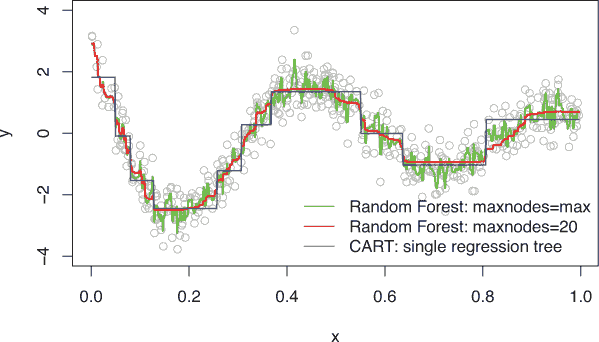 4
2
0
−2
−4
y
Random Forest: maxnodes=max
Random Forest: maxnodes=20
CART: single regression tree
0.0 0.2 0.4 0.6 0.8 1.0
x